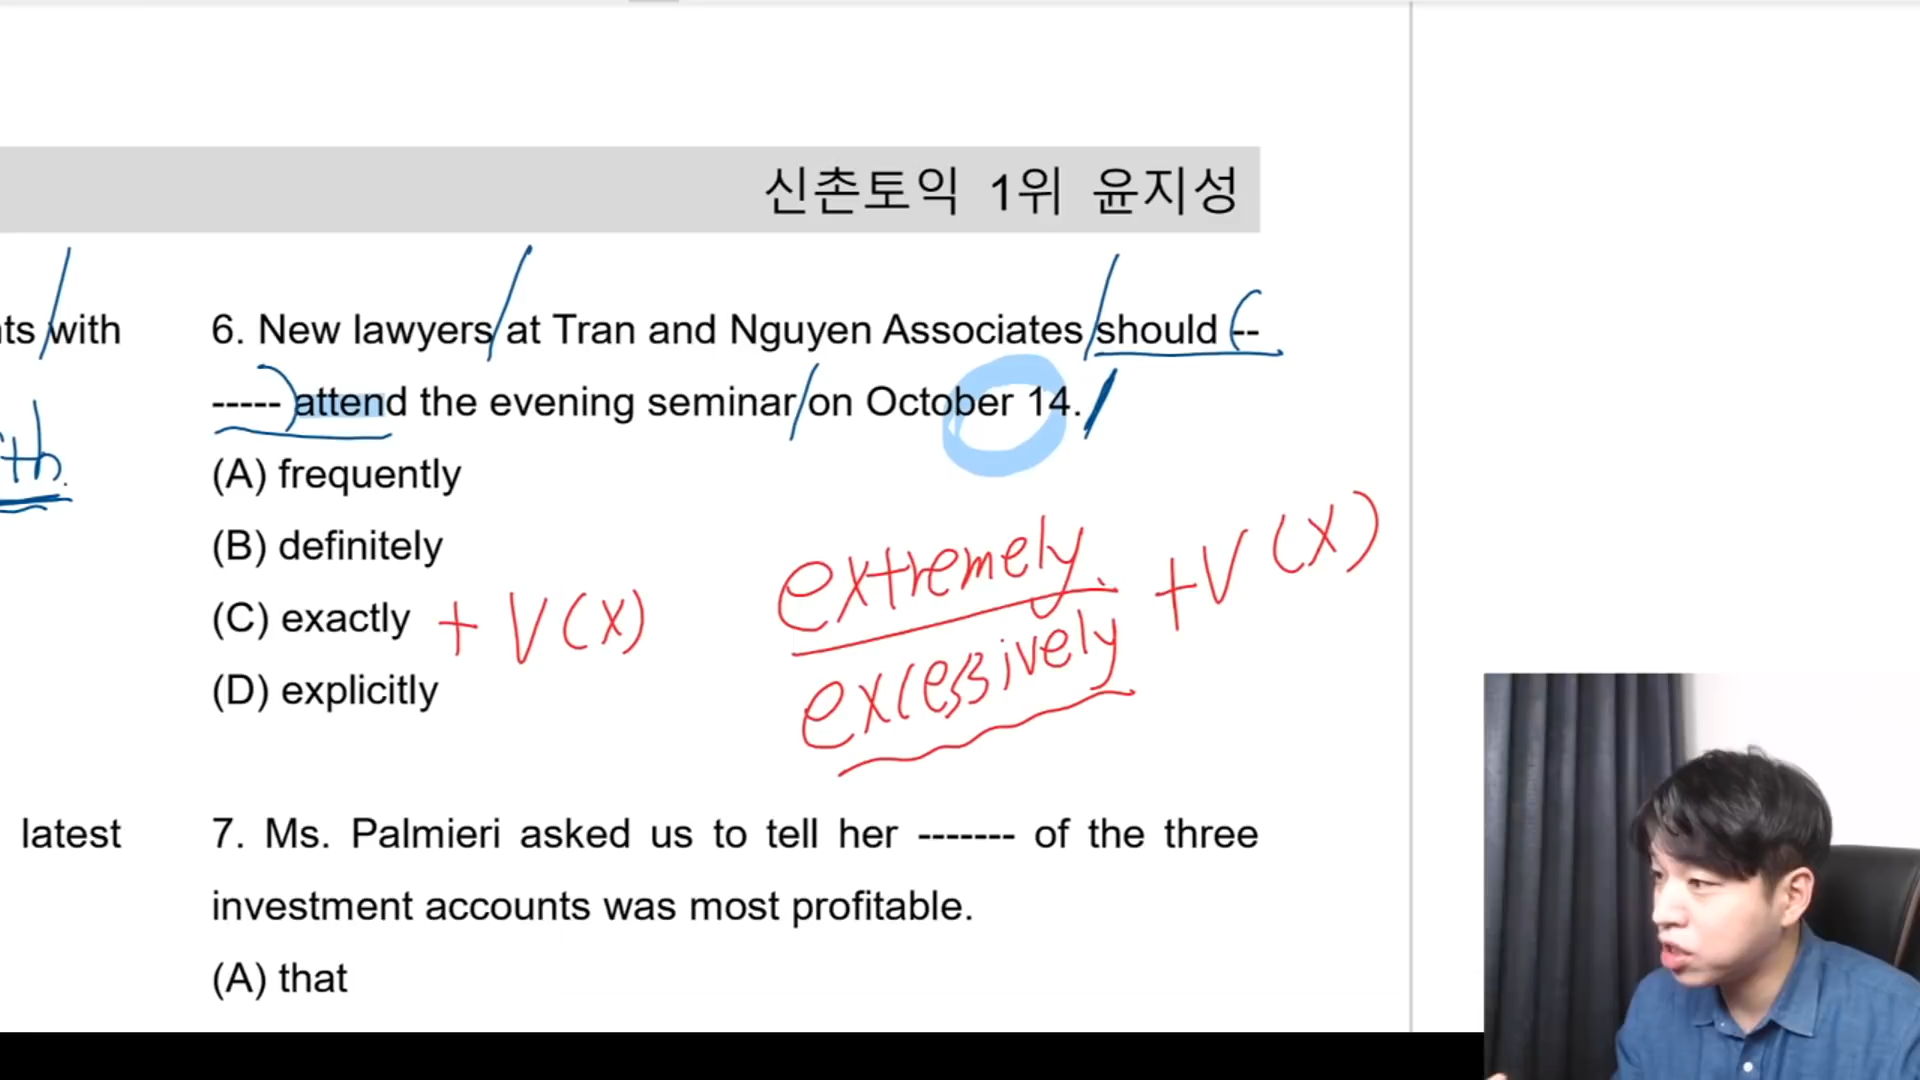 신촌토익 1위 윤지성
ts with
th.
latest
6. New lawyers at Tran and Nguyen Associates should --
----- attend the evening seminar on October 14.
(A) frequently
(B) definitely
(C) exactly + V (X)
(D) explicitly
extremely + V (X)
excessively
7. Ms. Palmieri asked us to tell her ------- of the three
investment accounts was most profitable.
(A) that